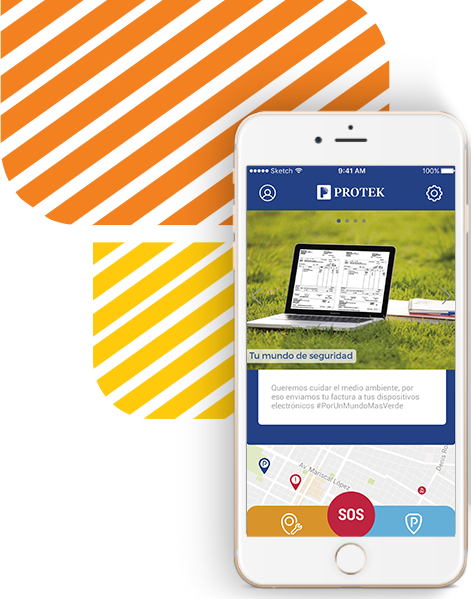 Sketch
9:41 AM
100%
PROTEK
Tu mundo de seguridad
Queremos cuidar el medio ambiente, por
eso enviamos tu factura a tus dispositivos
electrónicos #PorUnMundoMasVerde
Av. Mariscal López
Denis Ro
P
SOS
P